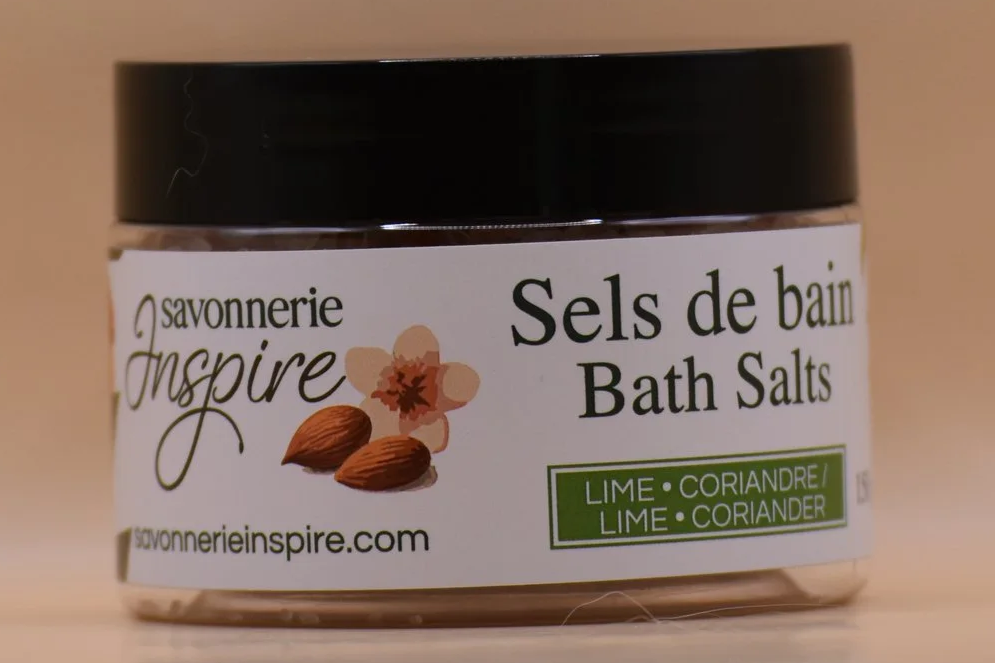 savonnerie
Inspire
savonnerieinspire.com
Sels de bain
Bath Salts
LIME • CORIANDRE /
LIME • CORIANDER